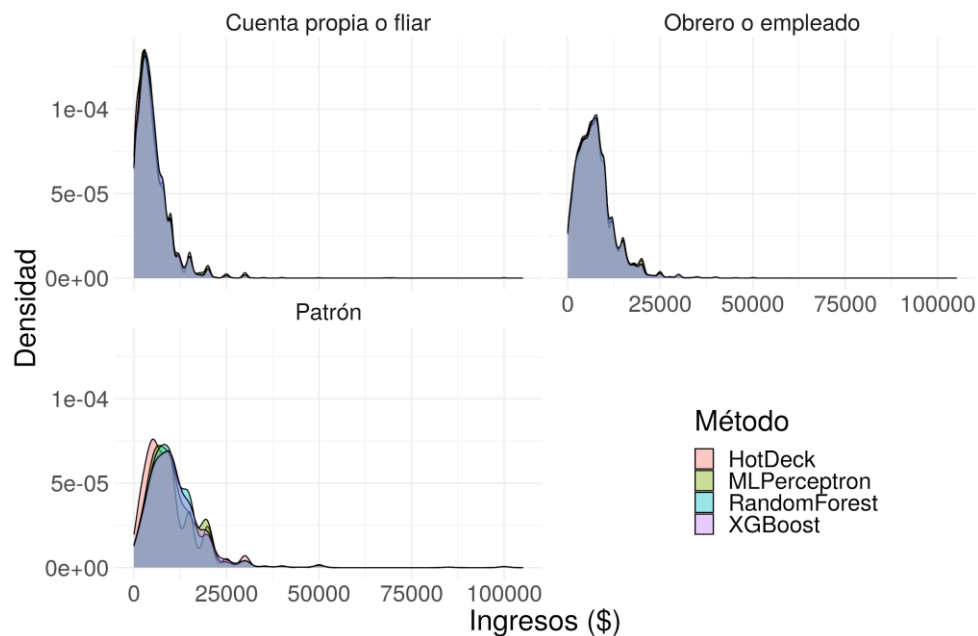 Cuenta propia o fliar
Obrero o empleado
1e-04
5e-05
0e+00
0 25000 50000 75000 100000
Densidad
Patrón
1e-04
5e-05
0e+00
0 25000 50000 75000 100000
Ingresos ($)
Método
HotDeck
MLPerceptron
RandomForest
XGBoost